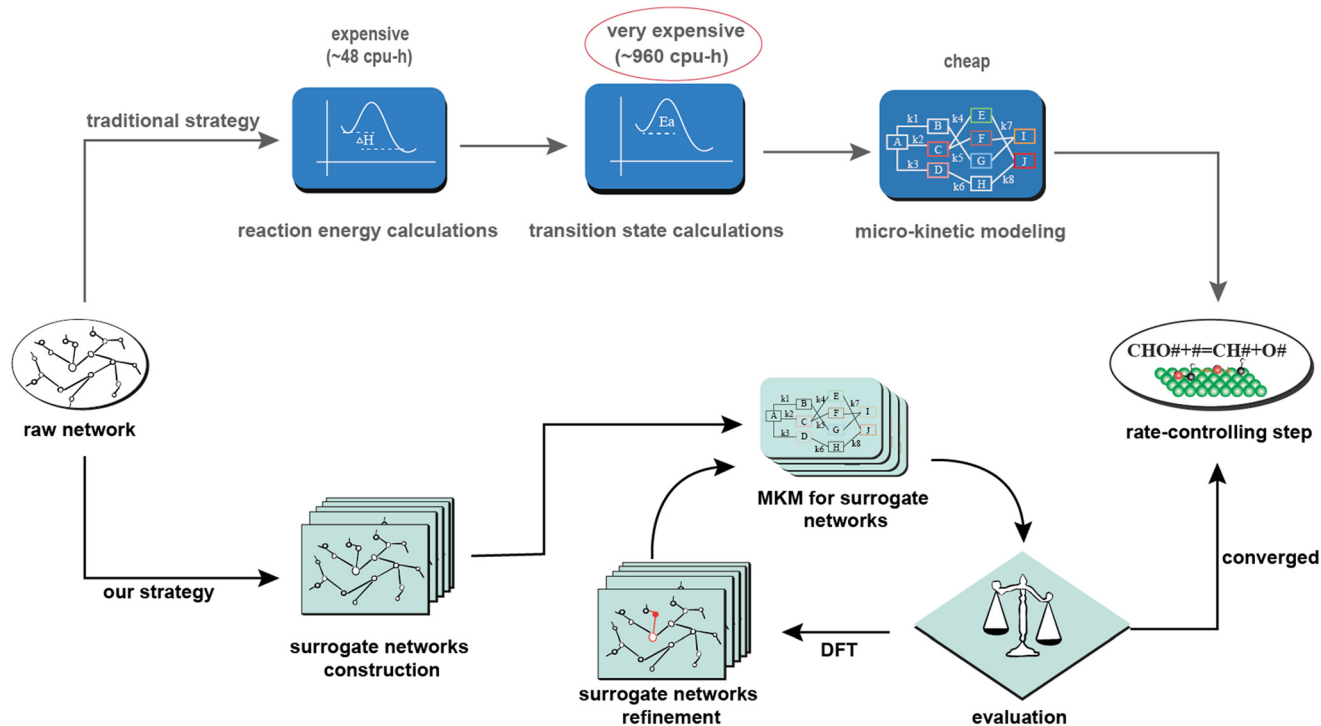 expensive
(~48 cpu-h)
very expensive
(~960 cpu-h)
cheap
traditional strategy
ΔH
Ea
A
B
C
D
E
F
G
H
I
J
k1
k2
k3
k4
k5
k6
k7
k8
reaction energy calculations
transition state calculations
micro-kinetic modeling
raw network
CHO#+#=CH#+O#
rate-controlling step
A
B
C
D
E
F
G
H
I
J
k1
k2
k3
k4
k5
k6
k7
k8
MKM for surrogate
networks
our strategy
surrogate networks
construction
surrogate networks
refinement
DFT
converged
evaluation